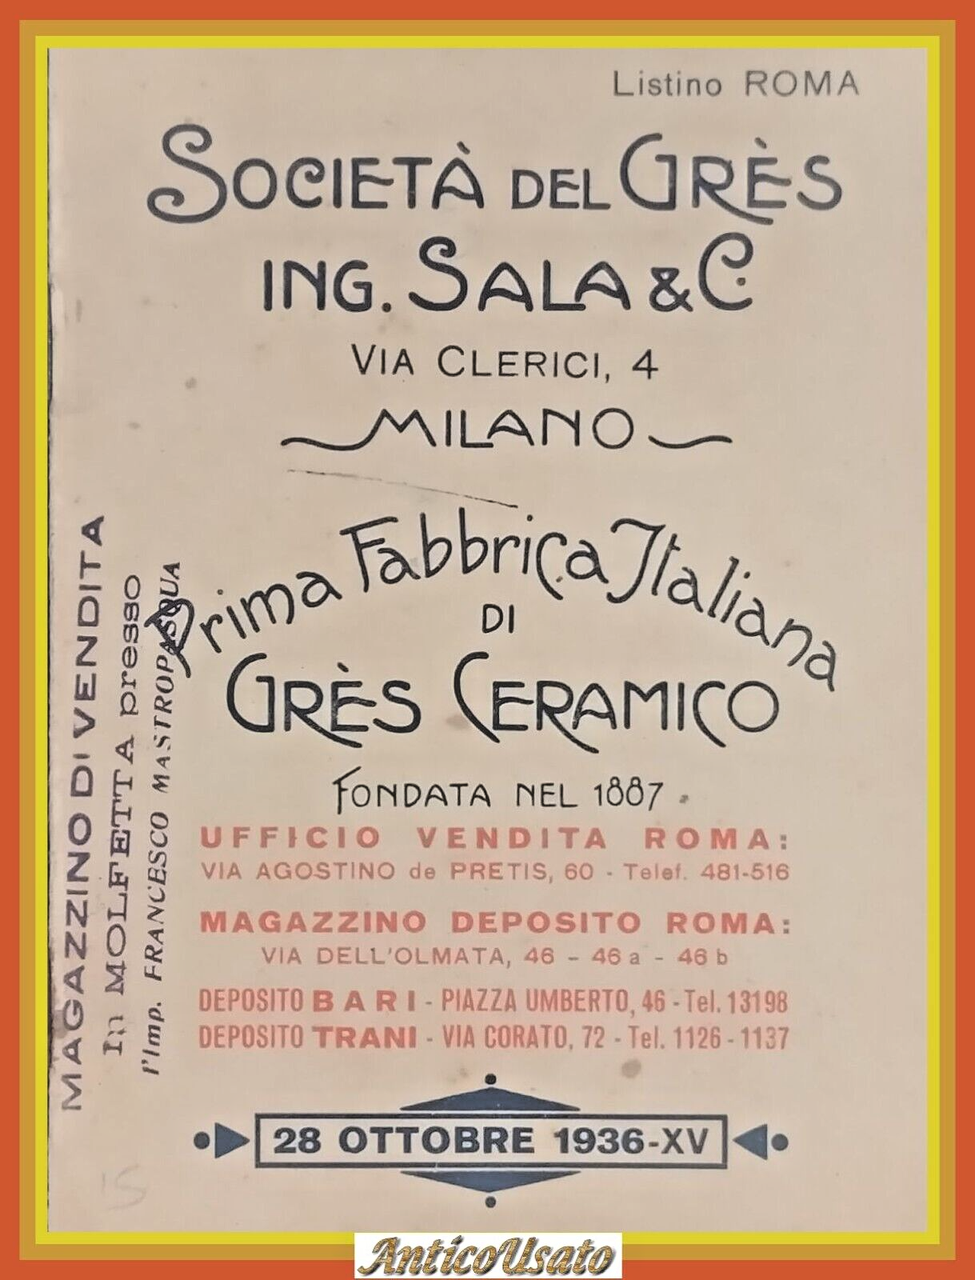 Listino ROMA
SOCIETÀ DEL GRÈS
ING. SALA & C.
VIA CLERICI, 4
MILANO
Prima Fabbrica Italiana
DI
GRÈS CERAMICO
FONDATA NEL 1887
UFFICIO VENDITA ROMA:
VIA AGOSTINO de PRETIS, 60 - Telef. 481-516
MAGAZZINO DEPOSITO ROMA:
VIA DELL'OLMATA, 46 - 46 a - 46 b
DEPOSITO BARI - PIAZZA UMBERTO, 46 - Tel. 13198
DEPOSITO TRANI - VIA CORATO, 72 - Tel. 1126 - 1137
28 OTTOBRE 1936-XV
MAGAZZINO DI VENDITA
In MOLFETTA presso
l'Imp. FRANCESCO MASTROPASQUA
15
AnticoUsato